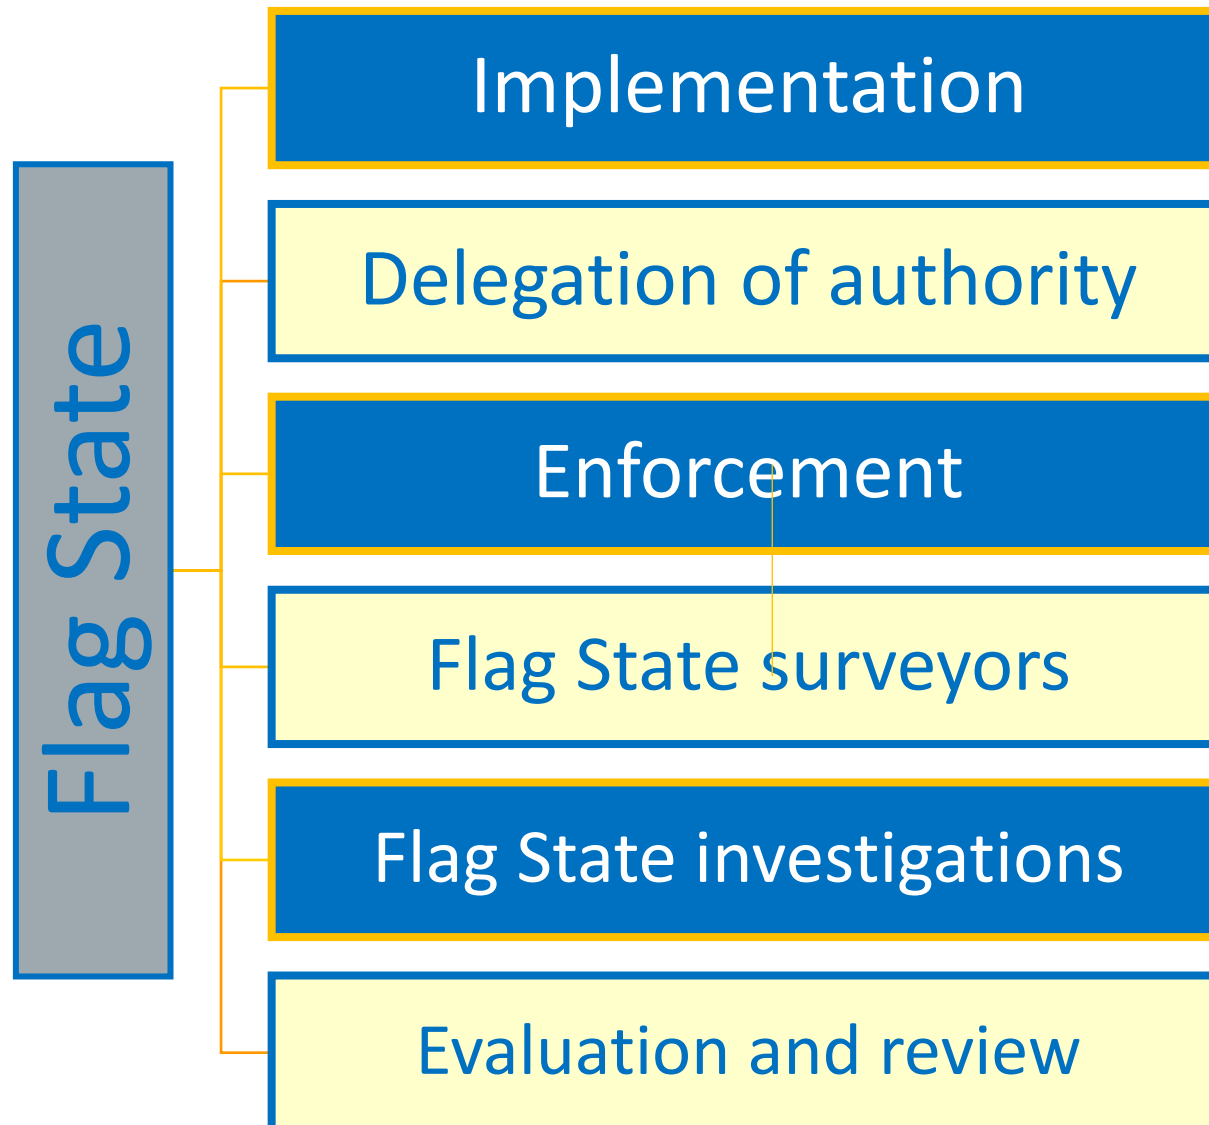 Flag State
Implementation
Delegation of authority
Enforcement
Flag State surveyors
Flag State investigations
Evaluation and review